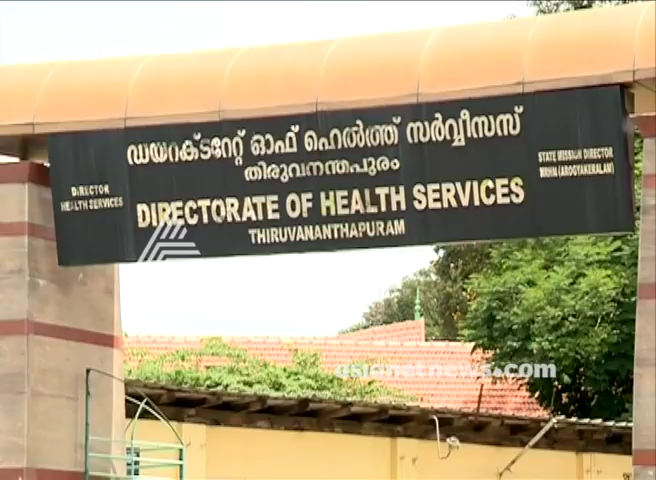 ഡയറക്ടറേറ്റ് ഓഫ് ഹെൽത്ത് സർവ്വീസസ്
തിരുവനന്തപുരം
DIRECTOR
HEALTH SERVICES
STATE MISSION DIRECTOR
NRHM (AROGYAKERALAM)
DIRECTORATE OF HEALTH SERVICES
THIRUVANANTHAPURAM
asianetnews.com